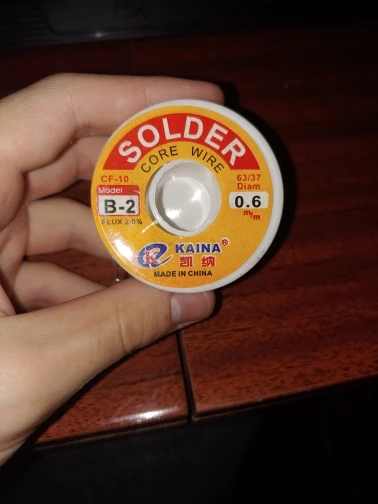 SOLDER
CORE WIRE
CF-10
63/37
Model
Diam
B-2
0.6
m/m
FLUX 2.0%
KAINA®
凯纳
MADE IN CHINA